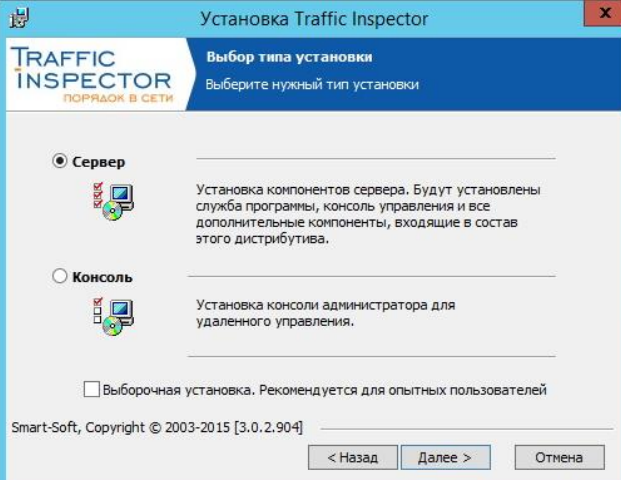 Установка Traffic Inspector
x
TRAFFIC
INSPECTOR
ПОРЯДОК В СЕТИ
Выбор типа установки
Выберите нужный тип установки
Сервер
Установка компонентов сервера. Будут установлены
служба программы, консоль управления и все
дополнительные компоненты, входящие в состав
этого дистрибутива.
Консоль
Установка консоли администратора для
удаленного управления.
Выборочная установка. Рекомендуется для опытных пользователей
Smart-Soft, Copyright © 2003-2015 [3.0.2.904]
< Назад
Далее >
Отмена